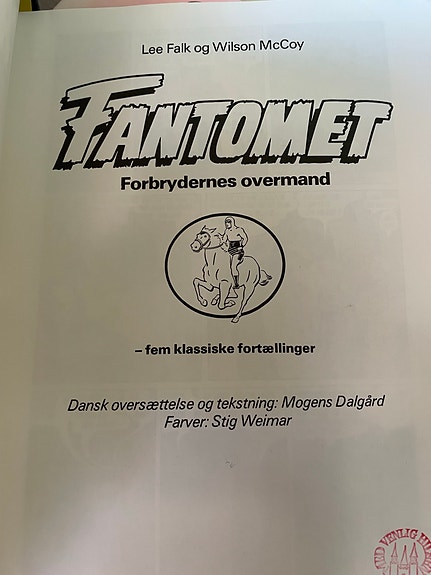 Lee Falk og Wilson McCoy
FANTOMET
Forbrydernes overmand
– fem klassiske fortællinger
Dansk oversættelse og tekstning: Mogens Dalgård
Farver: Stig Weimar
VENLIG